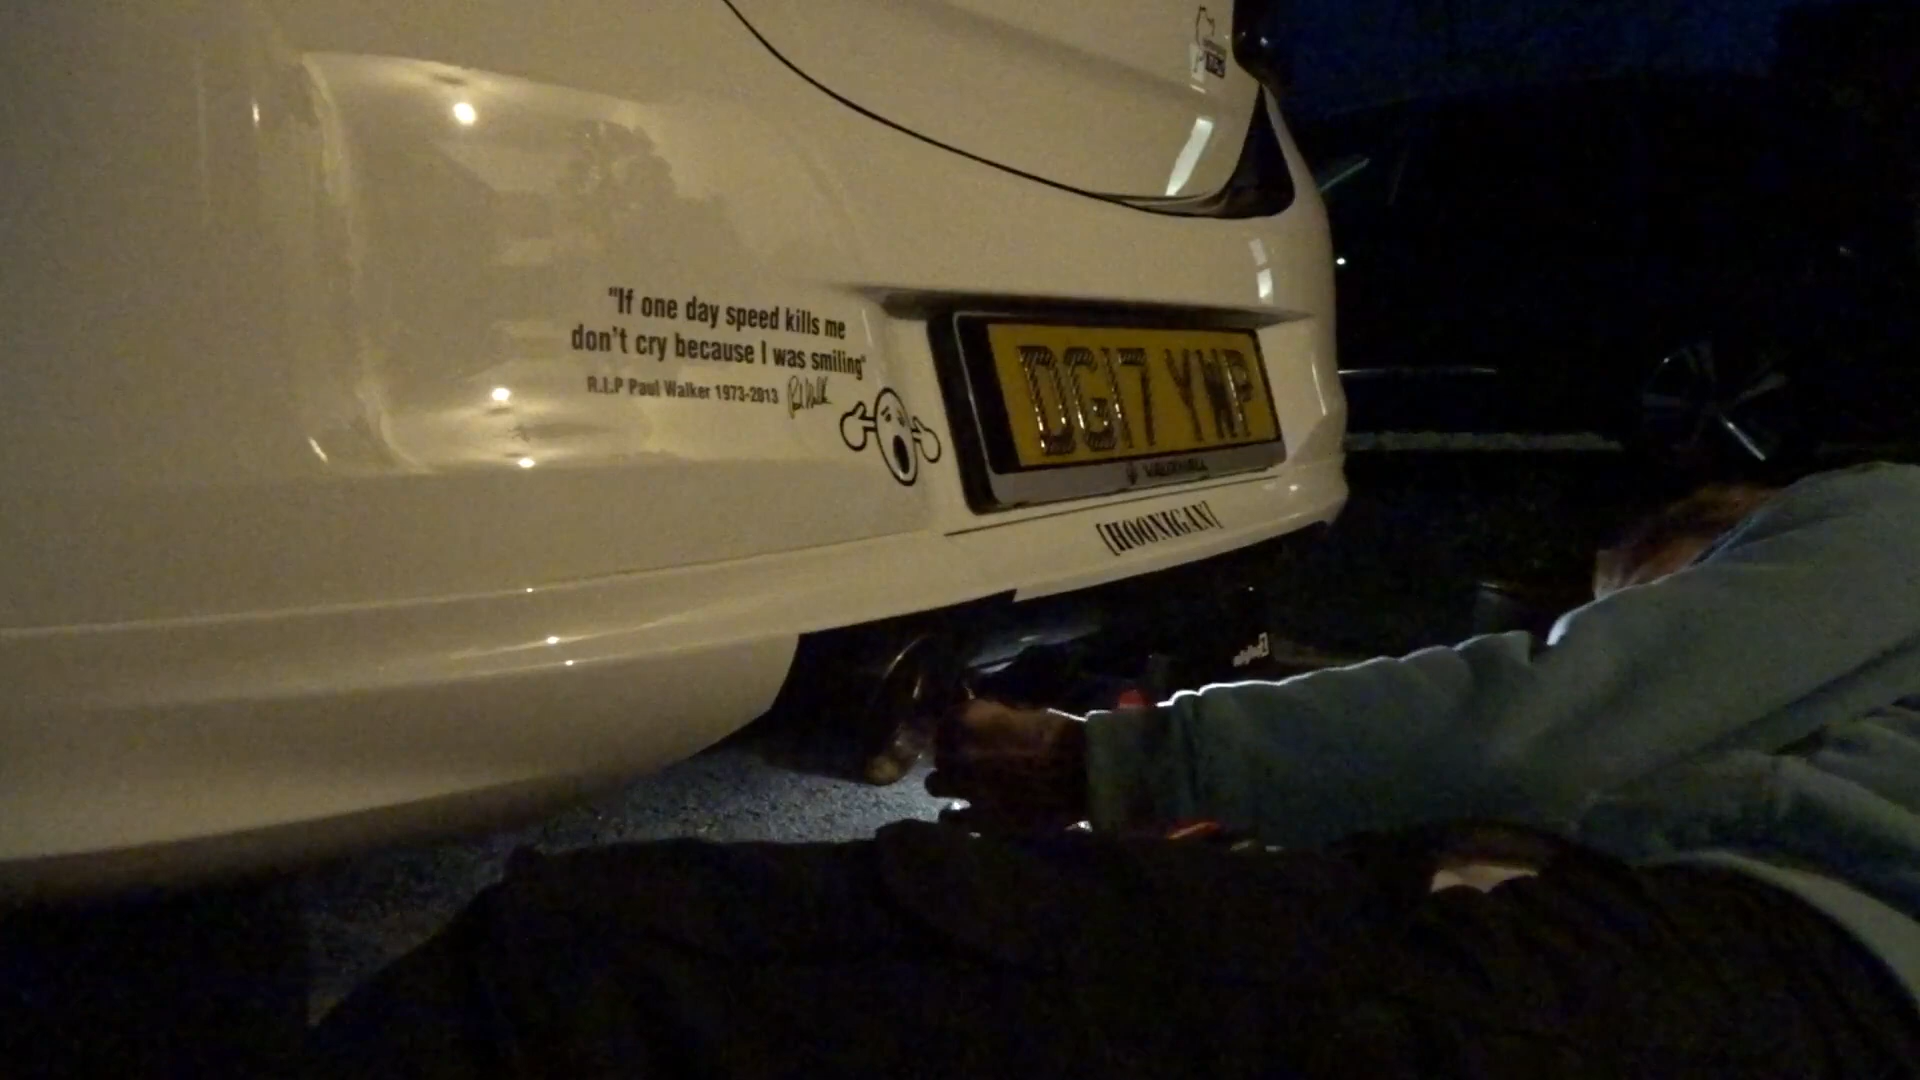 "If one day speed kills me
don't cry because I was smiling"
R.I.P Paul Walker 1973-2013
DG17 YWP
VAUXHALL
[HOONIGAN]